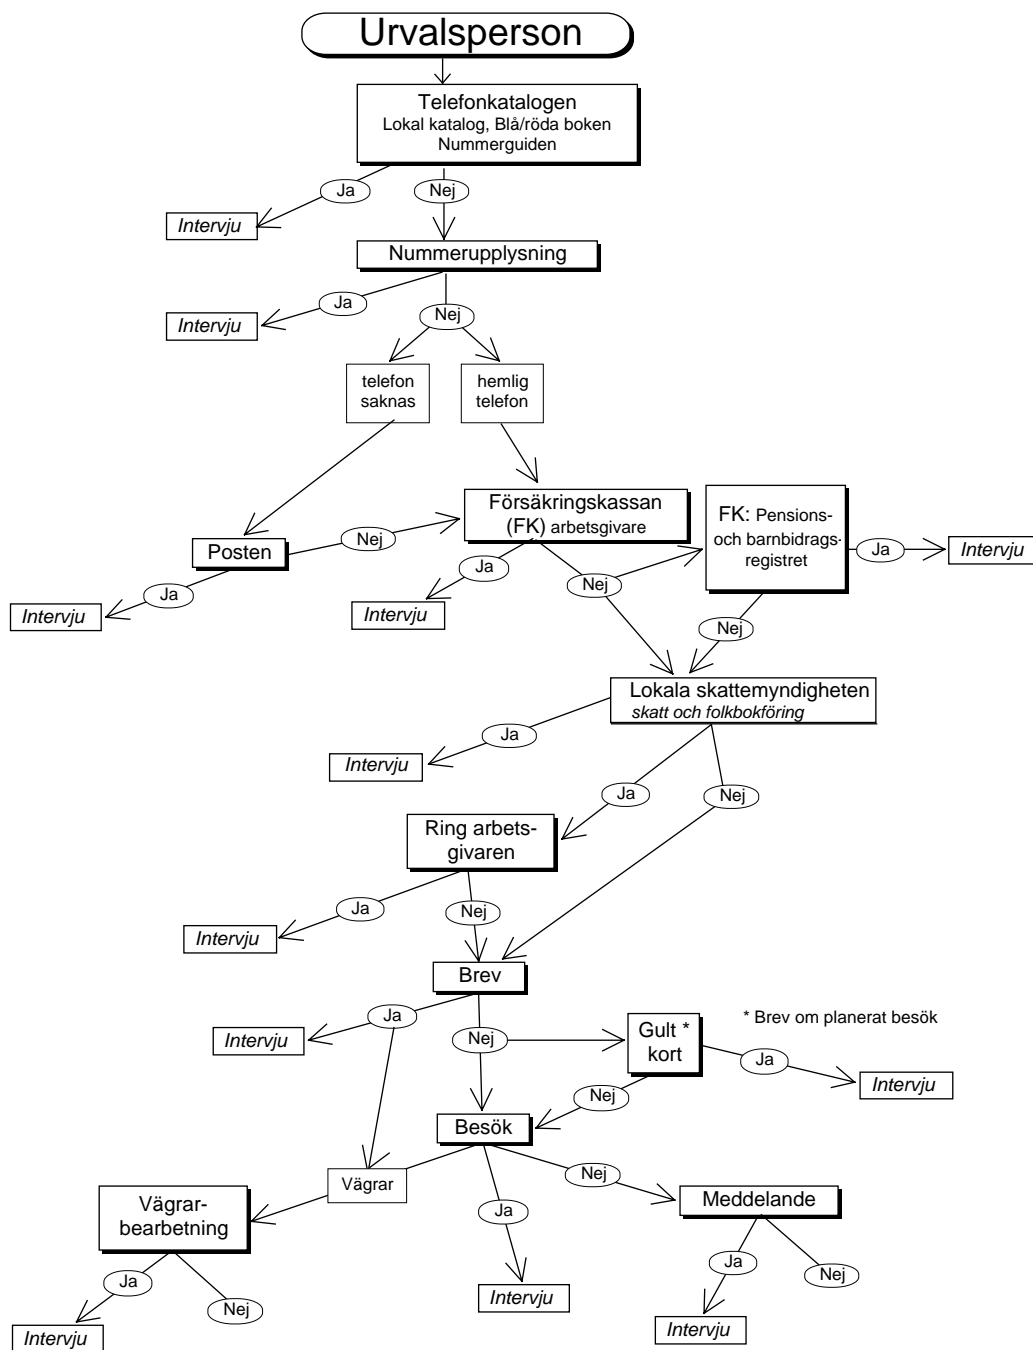 Urvalsperson
Telefonkatalogen
Lokal katalog, Blå/röda boken
Nummerguiden
Ja
Nej
Intervju
Nummerupplysning
Ja
Nej
Intervju
telefon
saknas
hemlig
telefon
Försäkringskassan
(FK) arbetsgivare
FK: Pensions-
och barnbidrags-
registret
Ja
Intervju
Posten
Nej
Ja
Intervju
Ja
Intervju
Nej
Nej
Lokala skattemyndigheten
skatt och folkbokföring
Ja
Intervju
Ja
Nej
Ring arbets-
givaren
Ja
Intervju
Nej
Brev
Ja
Intervju
Nej
Gult *
kort
* Brev om planerat besök
Ja
Intervju
Nej
Besök
Vägrar
Nej
Vägrar-
bearbetning
Ja
Meddelande
Ja
Nej
Intervju
Intervju
Ja
Nej
Intervju